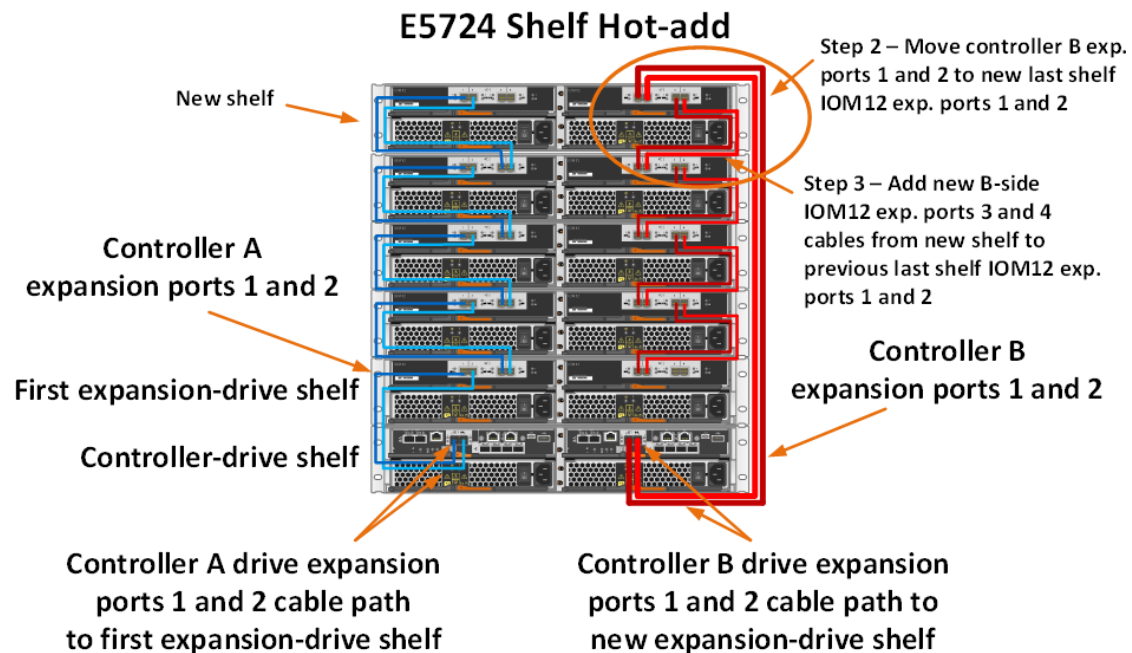 E5724 Shelf Hot-add
Step 2 – Move controller B exp.
ports 1 and 2 to new last shelf
IOM12 exp. ports 1 and 2
New shelf
Step 3 – Add new B-side
IOM12 exp. ports 3 and 4
cables from new shelf to
previous last shelf IOM12 exp.
ports 1 and 2
Controller A
expansion ports 1 and 2
Controller B
expansion ports 1 and 2
First expansion-drive shelf
Controller-drive shelf
Controller A drive expansion
ports 1 and 2 cable path
to first expansion-drive shelf
Controller B drive expansion
ports 1 and 2 cable path to
new expansion-drive shelf